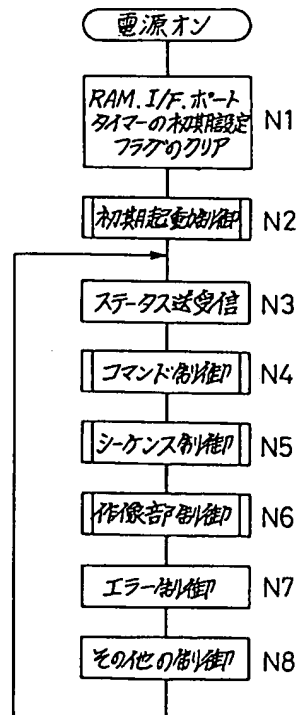 電源オン
RAM. I/F. ポート
タイマーの初期設定
フラグのクリア
N1
初期起動制御
N2
ステータス送受信
N3
コマンド制御
N4
シーケンス制御
N5
作像部制御
N6
エラー制御
N7
その他の制御
N8